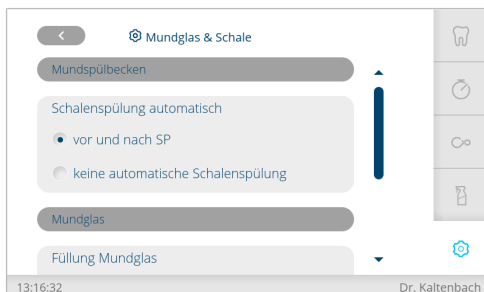 Mundglas & Schale
Mundspülbecken
Schalenspülung automatisch
vor und nach SP
keine automatische Schalenspülung
Mundglas
Füllung Mundglas
13:16:32
Dr. Kaltenbach